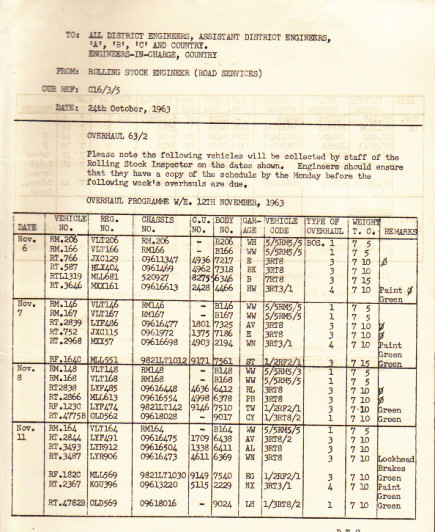 TO: ALL DISTRICT ENGINEERS, ASSISTANT DISTRICT ENGINEERS,
'A', 'B', 'C' AND COUNTRY.
ENGINEERS-IN-CHARGE, COUNTRY
FROM: ROLLING STOCK ENGINEER (ROAD SERVICES)
OUR REF: C16/3/5
DATE: 24th October, 1963
OVERHAUL 63/2
Please note the following vehicles will be collected by staff of the
Rolling Stock Inspector on the dates shown. Engineers should ensure
that they have a copy of the schedule by the Monday before the
following week's overhauls are due.
OVERHAUL PROGRAMME W/E. 12TH NOVEMBER, 1963
DATE VEHICLE NO. REG. NO. CHASSIS NO. C.U. NO. BODY NO. GAR-AGE VEHICLE CODE TYPE OF OVERHAUL WEIGHT T. C. REMARKS
Nov. 6 RM.206 VLT206 RM.206 - B206 WH 5/5RM5/5 BOS. 1 7 5
RM.166 VLT166 RM.166 - B166 WW 5/5RM5/5 1 7 5
RT.766 JXC129 09611347 4936 7217 E 3RT8 3 7 10 Ø
RT.587 HLX404 0961469 4962 7318 BK 3RT8 3 7 10
RTL1319 MLL681 520927 8275 6346 B 7RT8 3 7 15
RT.3646 MXX161 09616613 2428 4466 HW 3RT3/1 4 7 10 Paint Ø
Green
Nov. 7 RM.146 VLT146 RM146 - B146 WW 5/5RM5/5 1 7 5
RM.167 VLT167 RM167 - B167 WW 5/5RM5/5 1 7 5
RT.2839 LYF486 09616477 1801 7325 AV 3RT8 3 7 10 Ø
RT.752 JXC115 0961972 1375 7186 E 3RT8 3 7 10 Ø
RT.2968 MXX57 09616698 4903 2194 WN 3RT3/1 4 7 10 Paint
Green
RF.164C MLL551 9821LT1012 9171 7561 ST 1/2RF2/1 3 7 15 Green
Nov. 8 RM.148 VLT148 RM148 - B148 WW 5/5RM5/3 1 7 5
RM.168 VLT168 RM168 - B168 WW 5/5RM5/5 1 7 5
RT2838 LYF485 09616448 4636 6412 HL 3RT8 3 7 10 Ø
RT.2866 MLL613 09616554 4998 6378 PB 3RT8 3 7 10 Ø
RF.123C LYF474 9821LT142 9146 7510 TW 1/2RF2/1 3 7 10 Green
RT.4775B OLD562 09618028 - 9017 CY 1/3RT8/2 1 7 10 Green
Nov. 11 RM.164 VLT164 RM164 - B164 WW 5/5RM5/5 1 7 5
RT.2844 LYF491 09616475 1709 6438 AV 3RT8/2 3 7 10
RT.3493 LYR912 09616504 1338 6411 AL 3RT8 3 7 10
RT.3487 LYR906 09616473 4611 6369 WN 3RT8 3 7 10 Lockhead
Brakes
RF.182C MLL569 9821LT1030 9149 7540 EG 1/2RF2/1 3 7 10 Green
RT.2367 KGU396 09613220 5115 2229 NX 3RT3/1 4 7 10 Paint
Green
RT.4782B OLD569 09618016 - 9024 LH 1/3RT8/2 1 7 10 Green